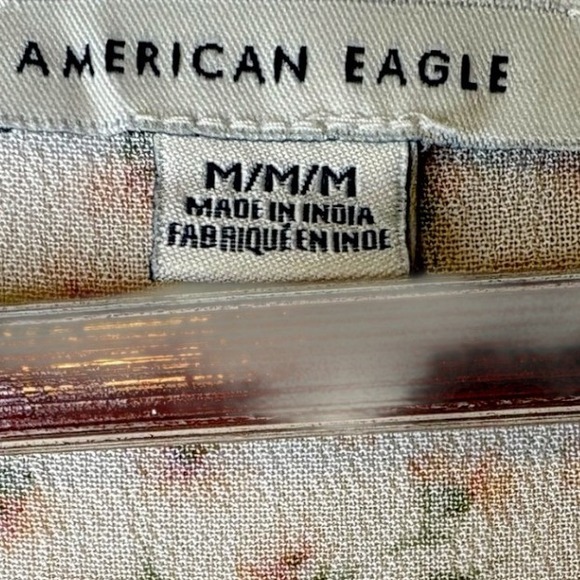 AMERICAN EAGLE
M/M/M
MADE IN INDIA
FABRIQUÉ EN INDE